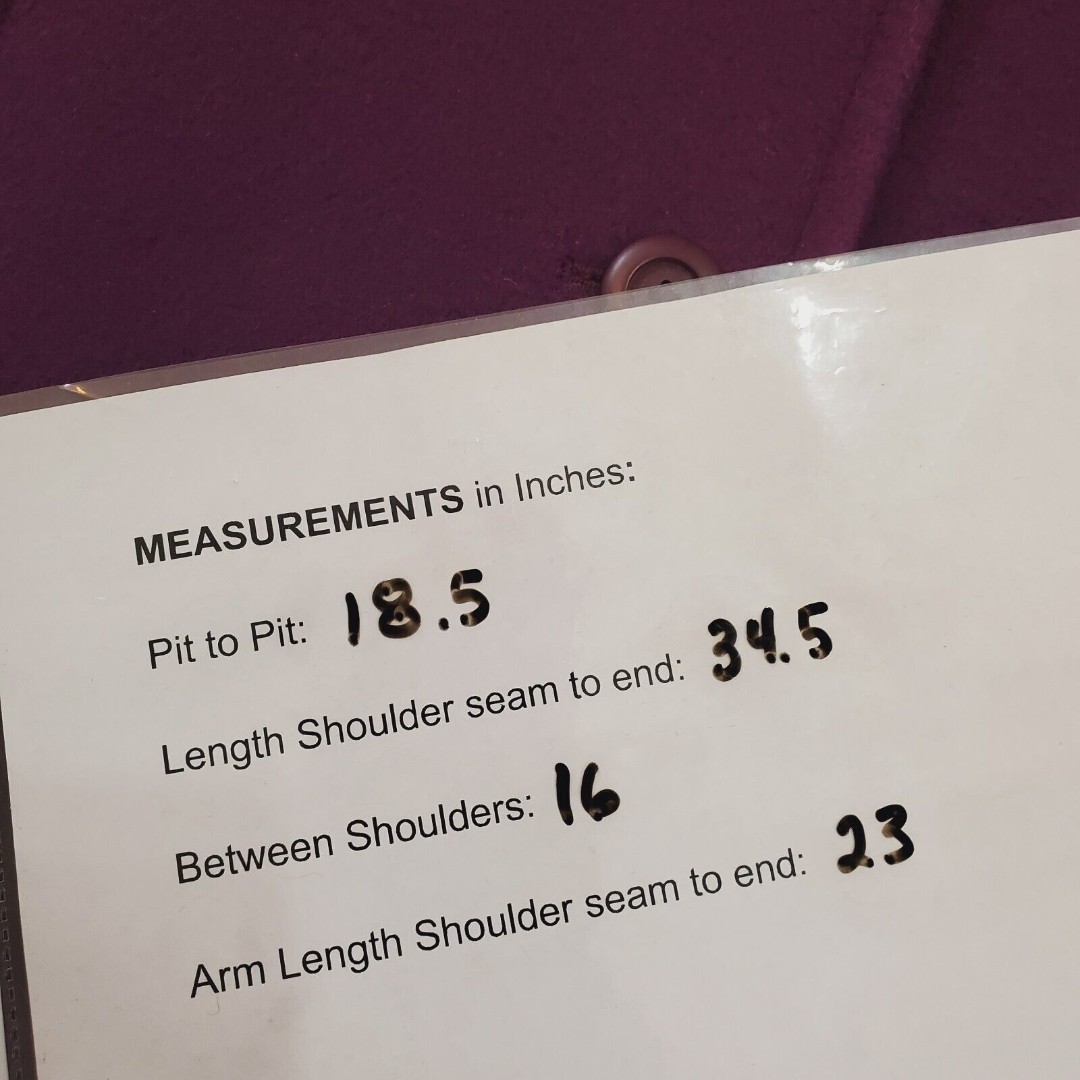 MEASUREMENTS in Inches:
Pit to Pit: 18.5
Length Shoulder seam to end: 34.5
Between Shoulders: 16
Arm Length Shoulder seam to end: 23